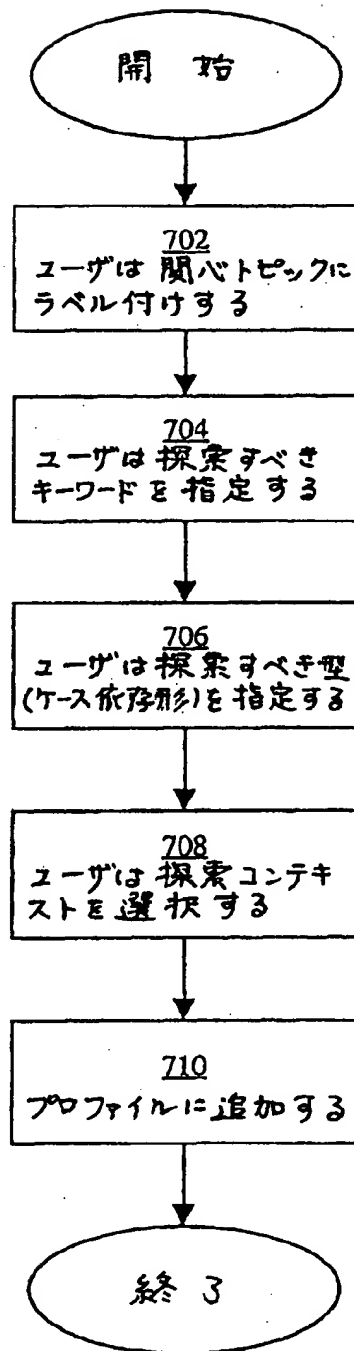 開始
702
ユーザは関心トピックに
ラベル付けする
704
ユーザは探索すべき
キーワードを指定する
706
ユーザは探索すべき型
(ケース依存形)を指定する
708
ユーザは探索コンテキ
ストを選択する
710
プロファイルに追加する
終了